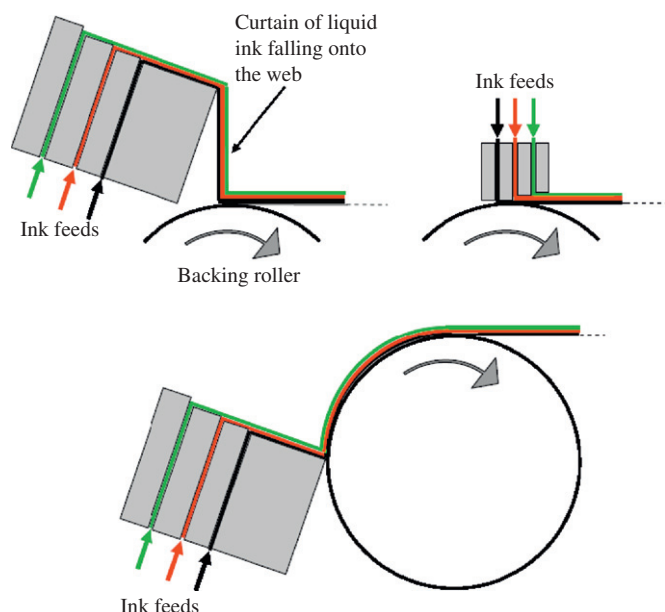 Curtain of liquid
ink falling onto
the web
Ink feeds
Ink feeds
Backing roller
Ink feeds